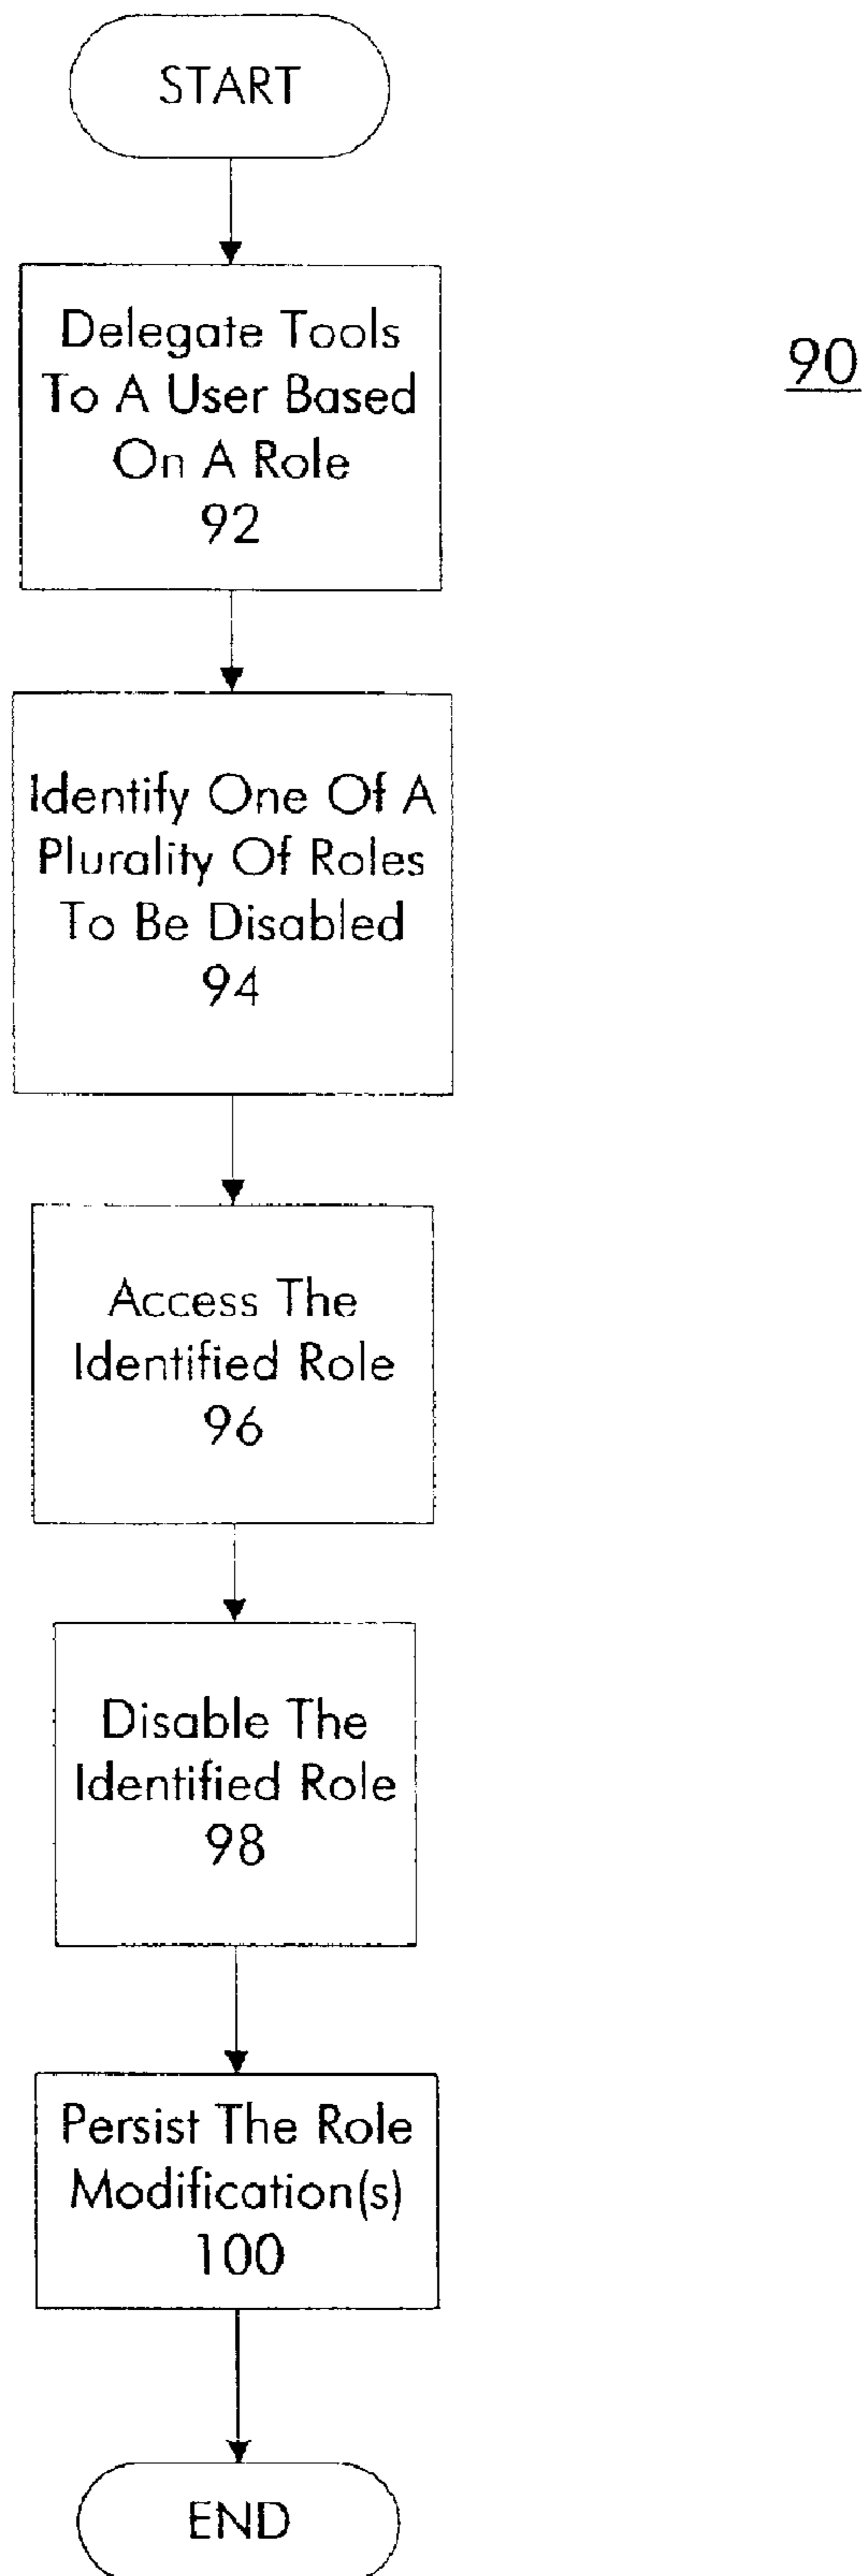 START
Delegate Tools
To A User Based
On A Role
92
90
Identify One Of A
Plurality Of Roles
To Be Disabled
94
Access The
Identified Role
96
Disable The
Identified Role
98
Persist The Role
Modification(s)
100
END